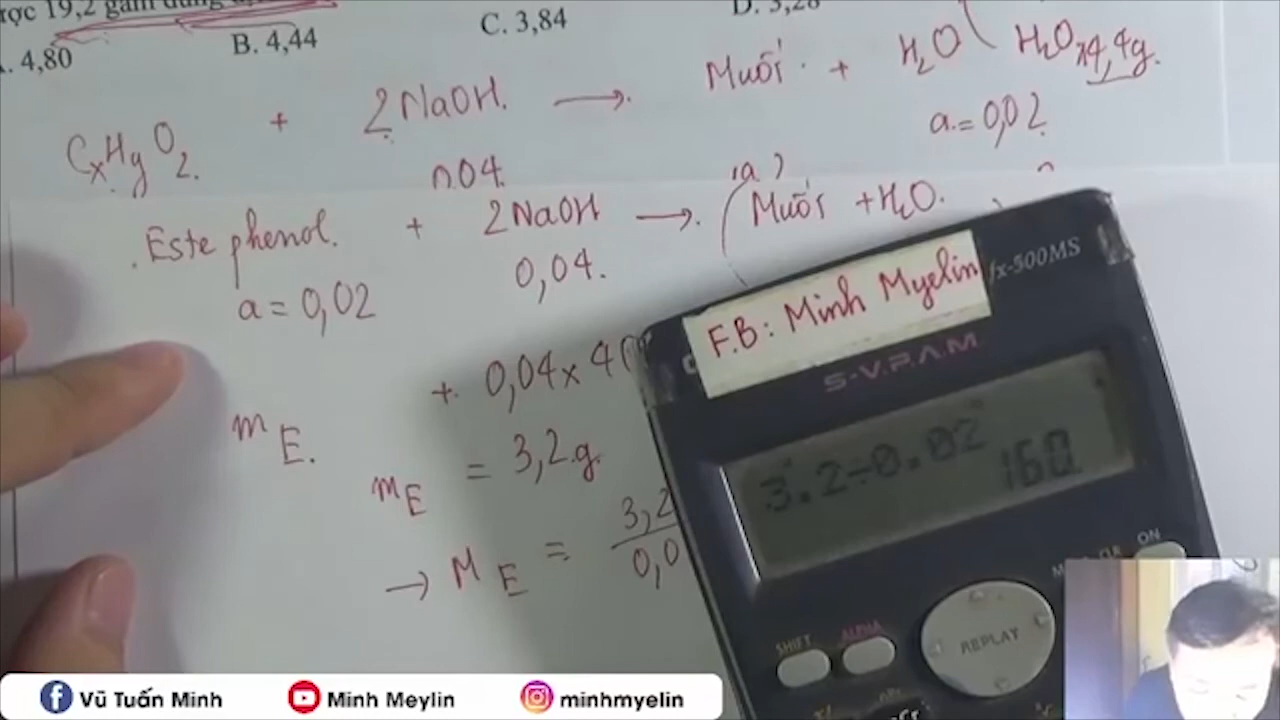 ược 19,2 gam dung
4,80
B. 4,44
C. 3,84
D. 3,28
CxHyO2. + 2NaOH. → Muối + H2O H2O 14,4g.
0,04. a = 0,02
Este phenol. + 2NaOH → Muối + H2O. (a)
a = 0,02 0,04.
+ 0,04 x 40
mE.
mE = 3,2g
→ ME = 3,2
0,0
F.B: Minh Myelin
fx-500MS
S-V.P.A.M
3.2÷0.02
160.
ON
SHIFT
ALPHA
REPLAY
Vũ Tuấn Minh
Minh Meylin
minhmyelin